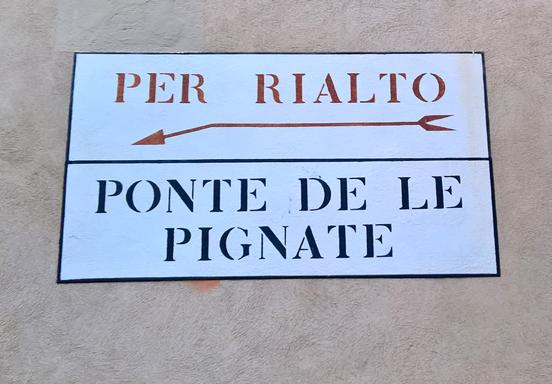 PER RIALTO
PONTE DE LE
PIGNATE